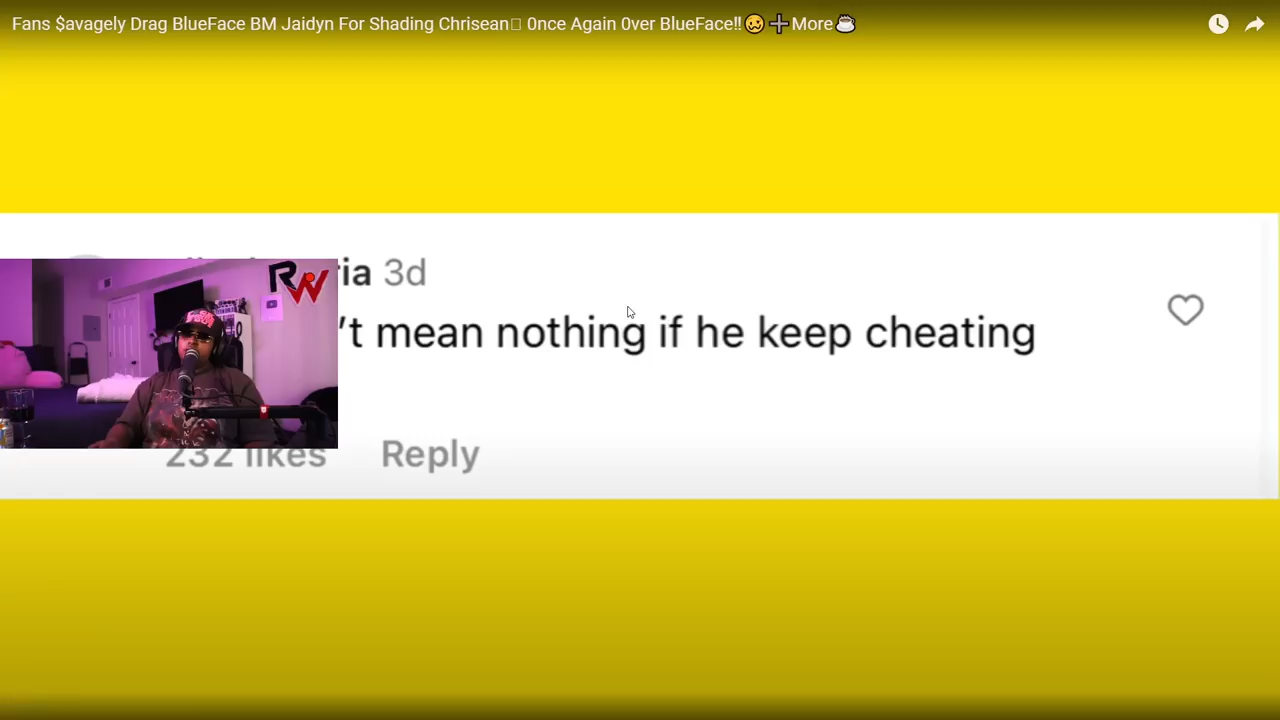 Fans $avagely Drag BlueFace BM Jaidyn For Shading Chrisean 0nce Again 0ver BlueFace‼🥴➕More☕
RW
3d
’t mean nothing if he keep cheating
232 likes Reply